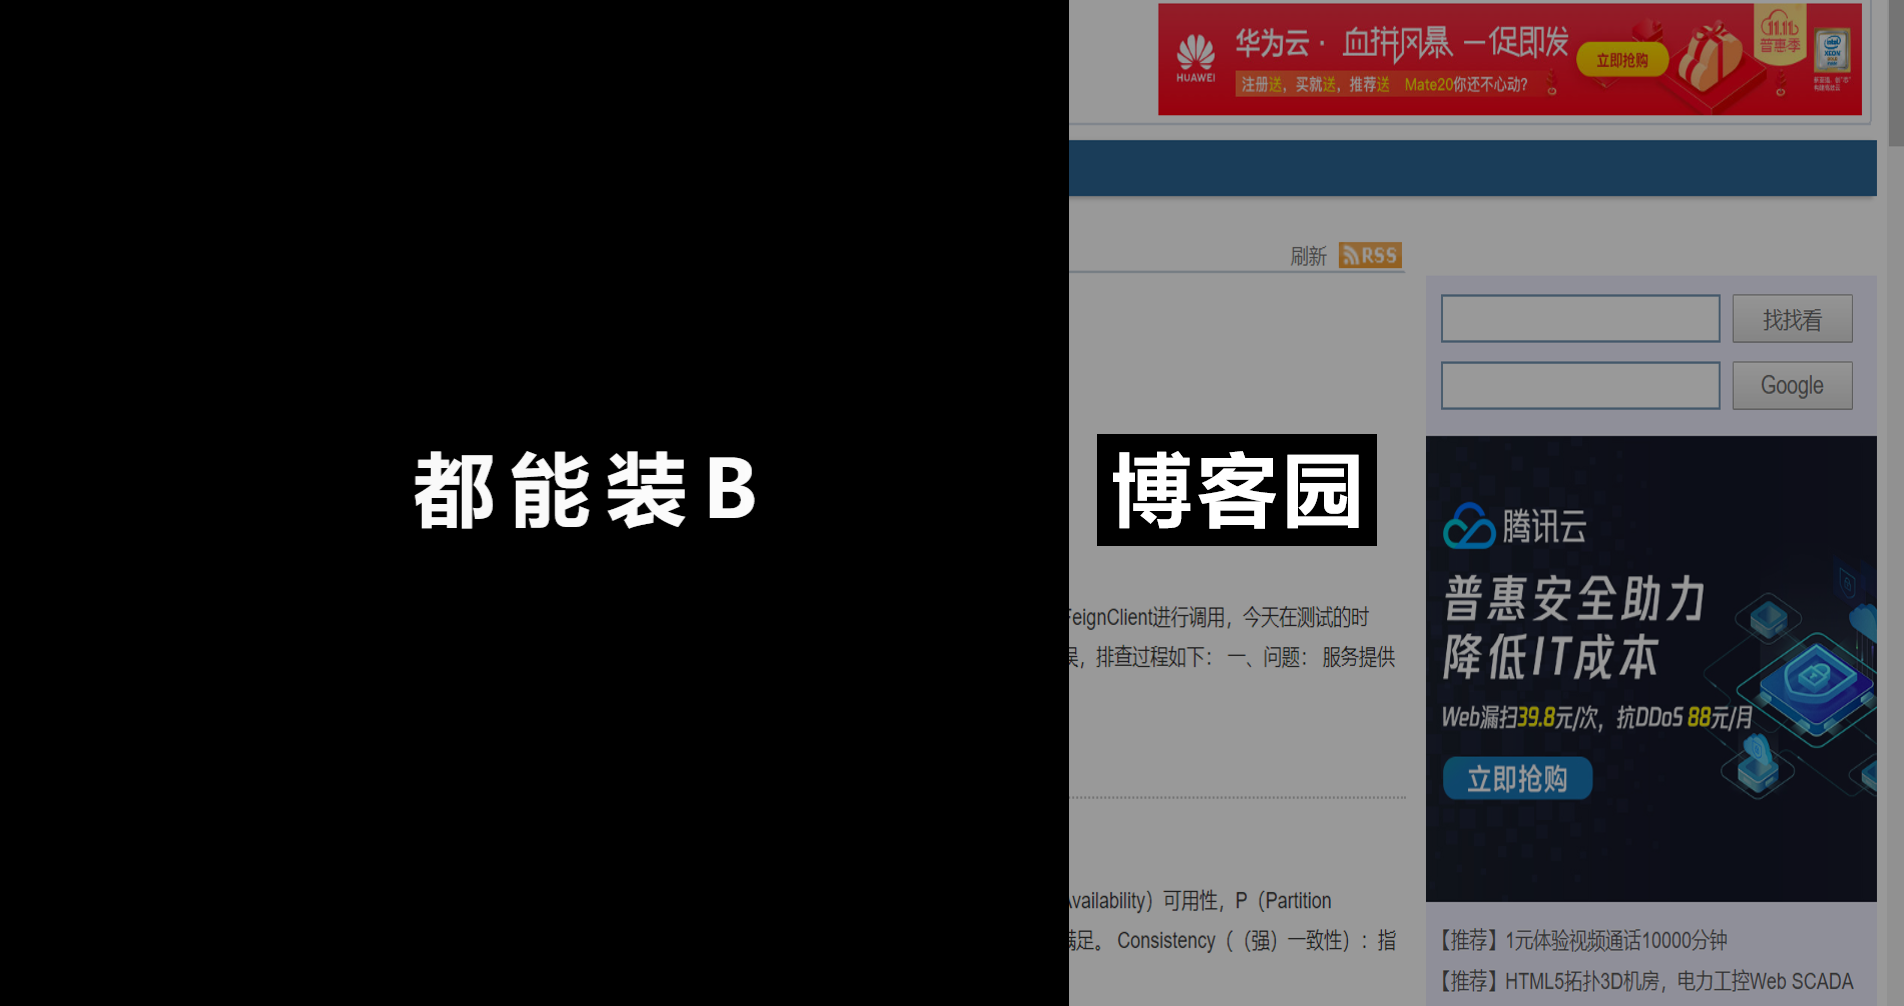 华为云 · 血拼风暴 一促即发
HUAWEI
注册送，买就送，推荐送 Mate20你还不心动？
立即抢购
11.11
普惠季
intel
XEON
刷新 RSS
找找看
Google
都能装B
博客园
腾讯云
普惠安全助力
降低IT成本
Web漏扫39.8元/次，抗DDoS 88元/月
立即抢购
FeignClient进行调用，今天在测试的时
，排查过程如下： 一、问题： 服务提供
Availability）可用性，P（Partition
满足。 Consistency（（强）一致性）：指
【推荐】1元体验视频通话10000分钟
【推荐】HTML5拓扑3D机房，电力工控Web SCADA